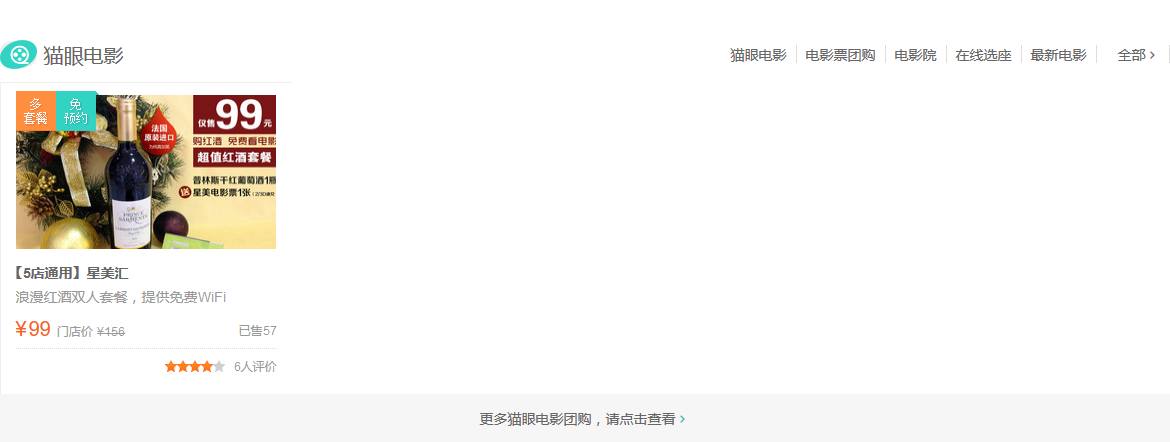 猫眼电影
猫眼电影 电影票团购 电影院 在线选座 最新电影 全部 ›
多
套餐
免
预约
法国
原装进口
仅售99元
购红酒 免费看电影
超值红酒套餐
普林斯干红葡萄酒1瓶
送 星美电影票1张
PRINCE
【5店通用】星美汇
浪漫红酒双人套餐，提供免费WiFi
¥99 门店价 ¥156 已售57
6人评价
更多猫眼电影团购，请点击查看 ›